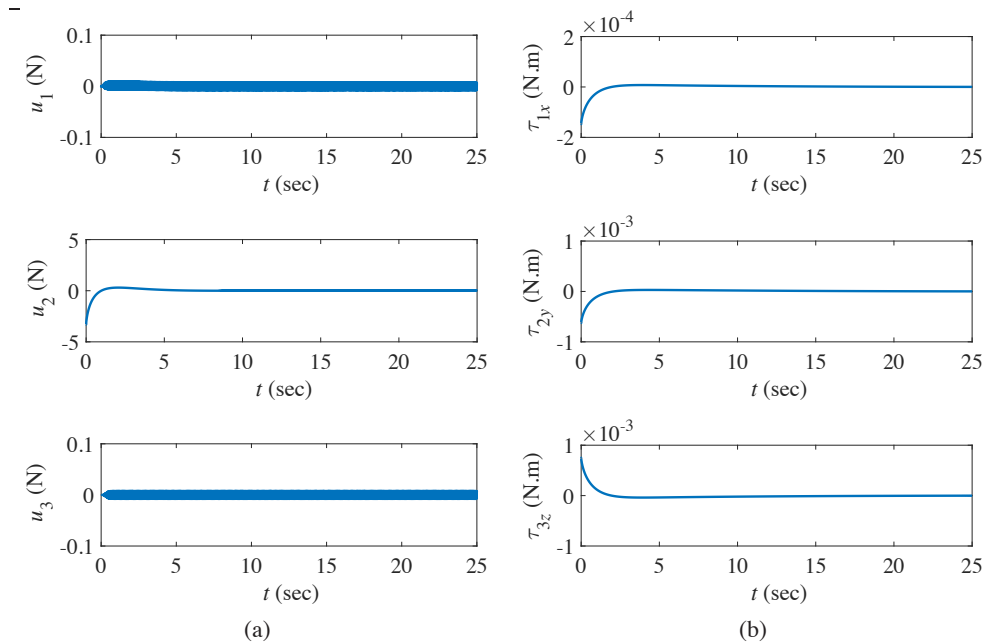 u1 (N)
0.1
0
-0.1
0 5 10 15 20 25
t (sec)
u2 (N)
5
0
-5
0 5 10 15 20 25
t (sec)
u3 (N)
0.1
0
-0.1
0 5 10 15 20 25
t (sec)
(a)
×10-4
τ1x (N.m)
2
0
-2
0 5 10 15 20 25
t (sec)
×10-3
τ2y (N.m)
1
0
-1
0 5 10 15 20 25
t (sec)
×10-3
τ3z (N.m)
1
0
-1
0 5 10 15 20 25
t (sec)
(b)